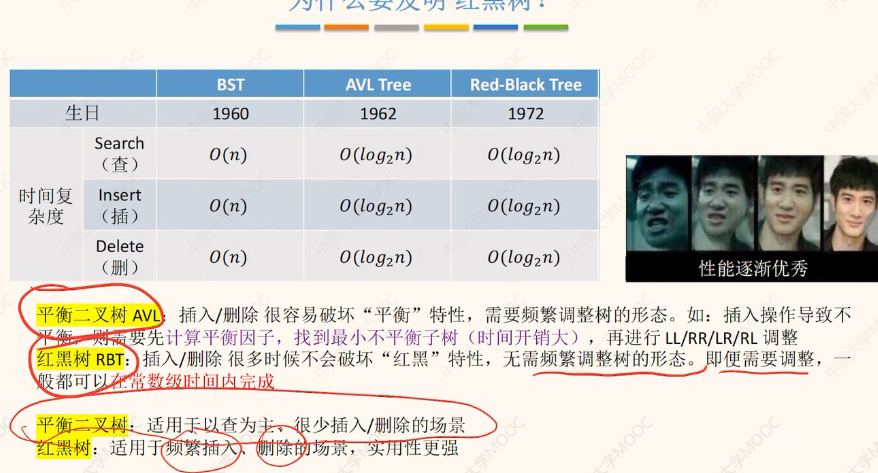 为什么要发明 红黑树？
BST AVL Tree Red-Black Tree
生日 1960 1962 1972
时间复杂度
Search（查） O(n) O(log₂n) O(log₂n)
Insert（插） O(n) O(log₂n) O(log₂n)
Delete（删） O(n) O(log₂n) O(log₂n)
性能逐渐优秀
平衡二叉树 AVL：插入/删除 很容易破坏“平衡”特性，需要频繁调整树的形态。如：插入操作导致不
平衡，则需要先计算平衡因子，找到最小不平衡子树（时间开销大），再进行 LL/RR/LR/RL 调整
红黑树 RBT：插入/删除 很多时候不会破坏“红黑”特性，无需频繁调整树的形态。即便需要调整，一
般都可以在常数级时间内完成
平衡二叉树：适用于以查为主、很少插入/删除的场景
红黑树：适用于频繁插入、删除的场景，实用性更强
中国大学MOOC